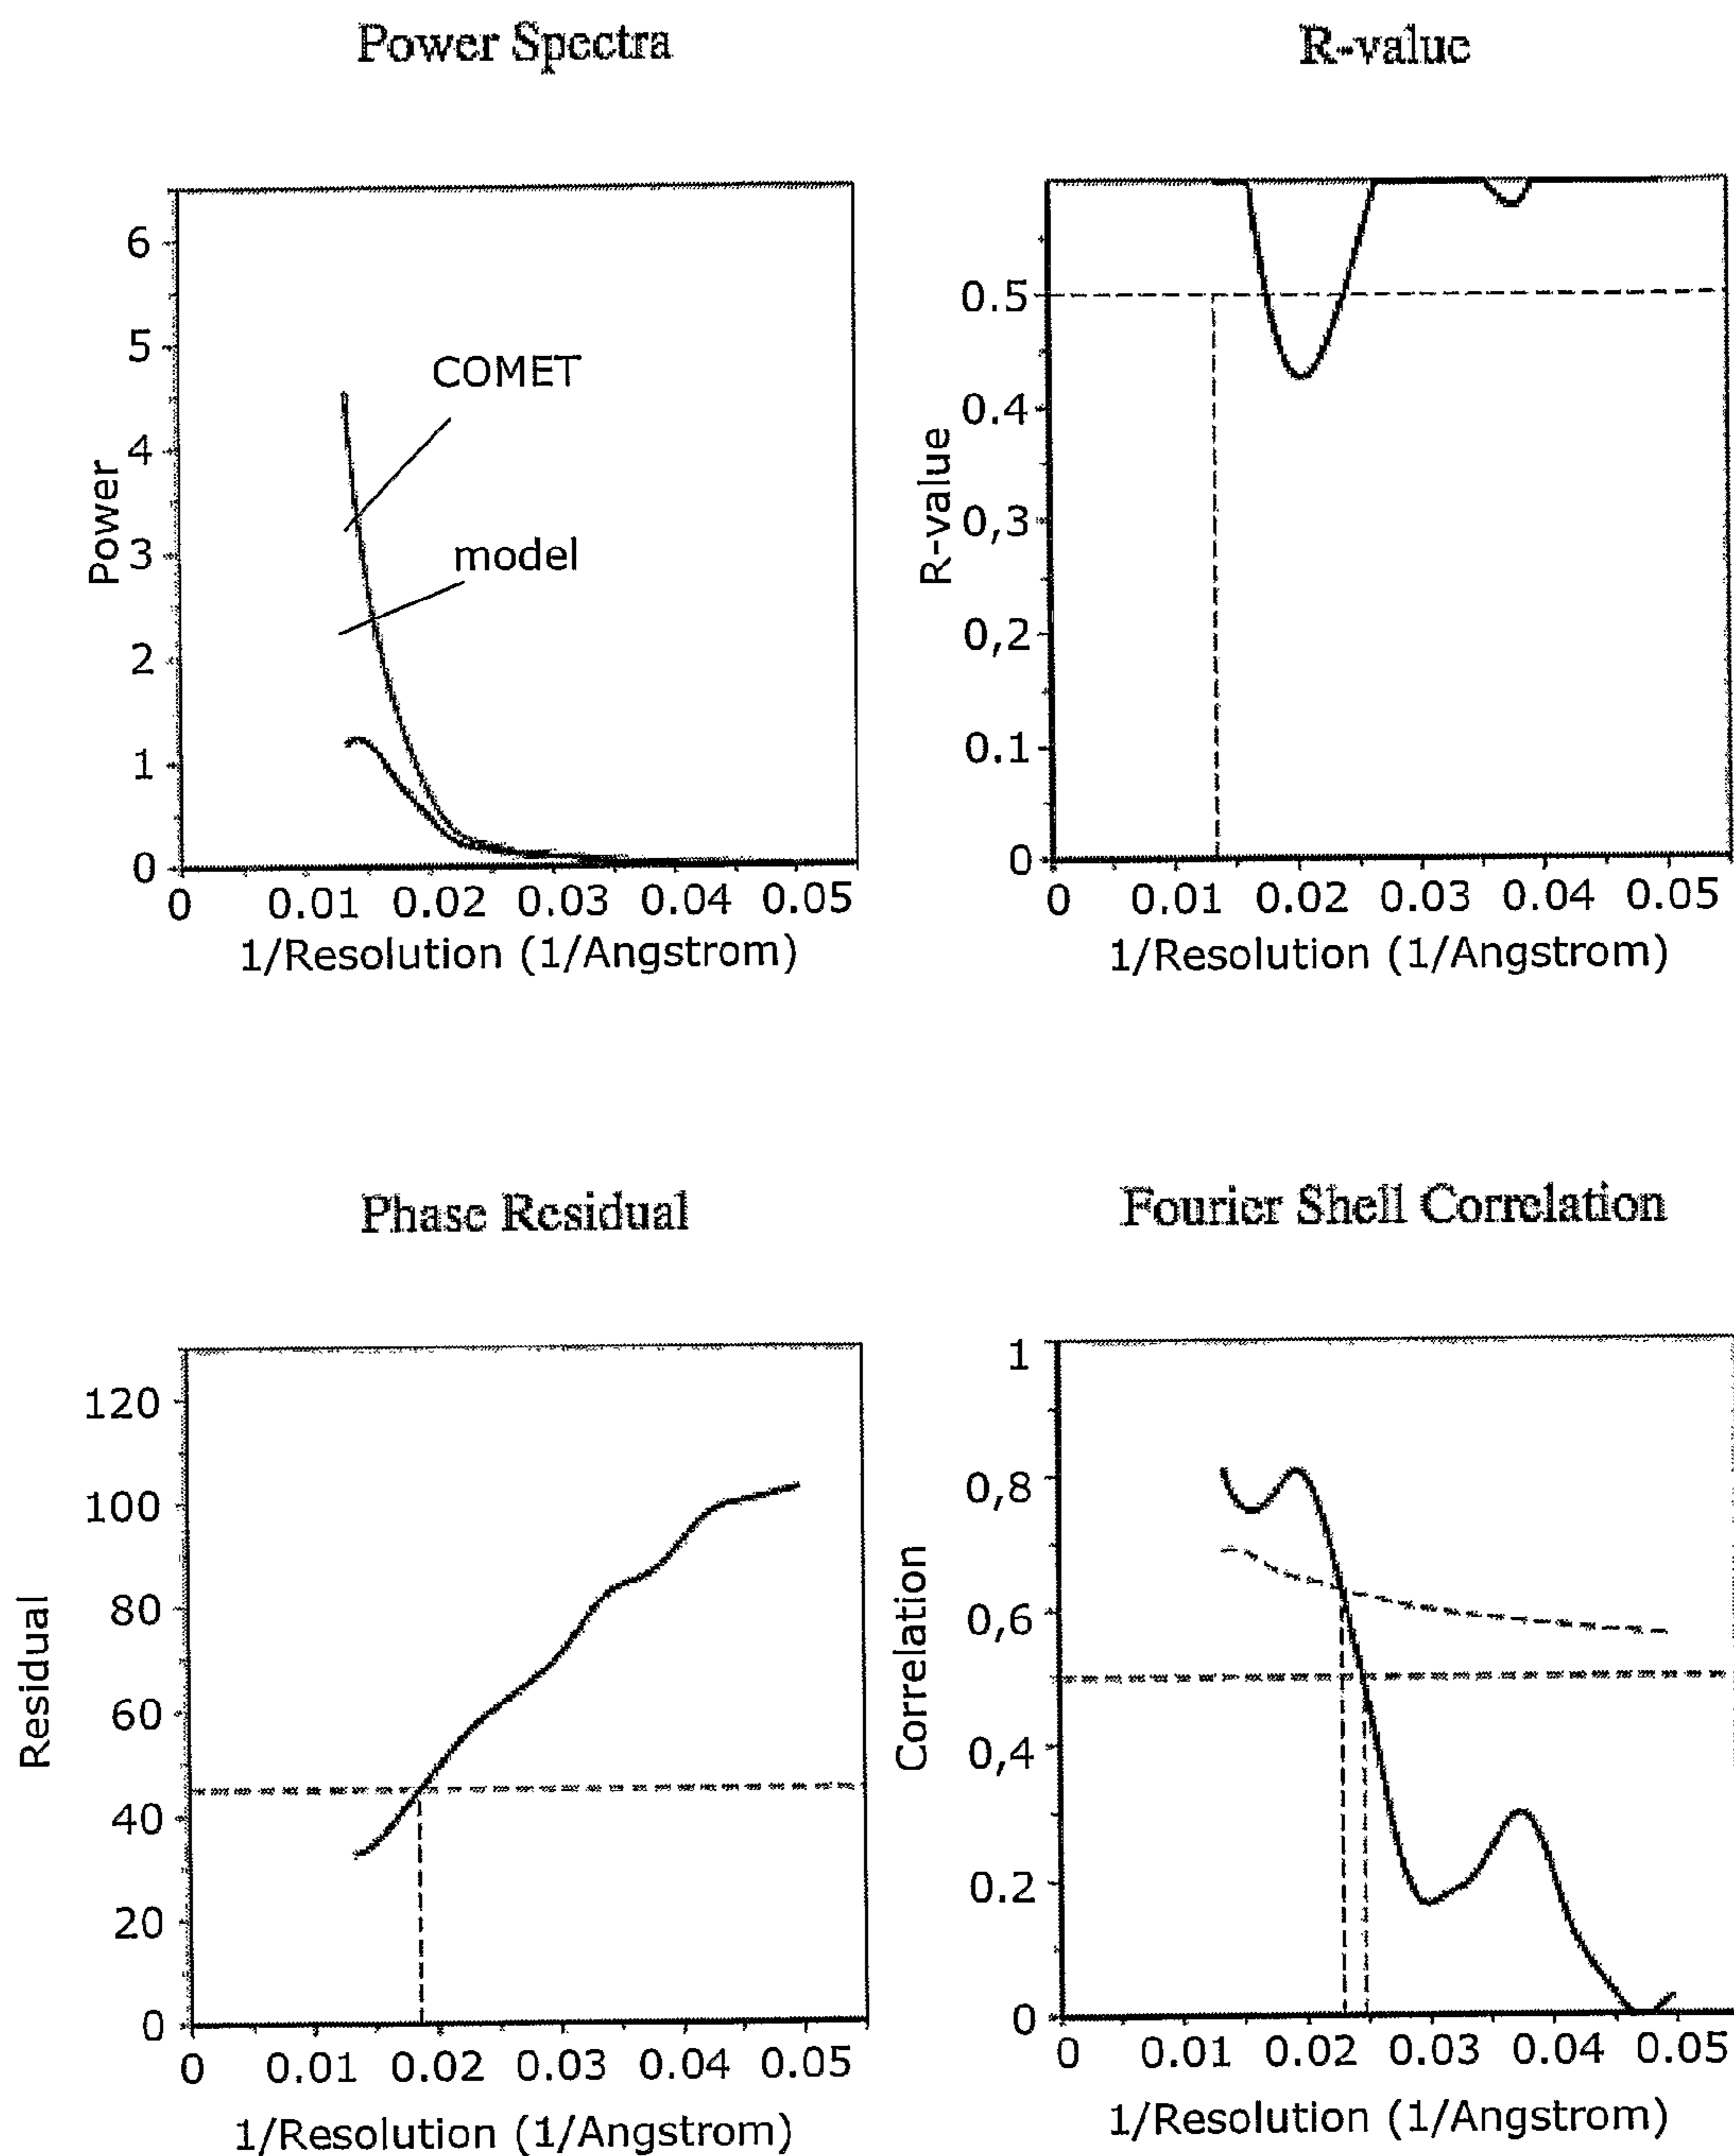 Power Spectra
6
5
4
3
2
1
0
Power
COMET
model
0 0.01 0.02 0.03 0.04 0.05
1/Resolution (1/Angstrom)
R-value
0.5
0.4
0,3
0,2
0.1
0
R-value
0 0.01 0.02 0.03 0.04 0.05
1/Resolution (1/Angstrom)
Phase Residual
120
100
80
60
40
20
0
Residual
0 0.01 0.02 0.03 0.04 0.05
1/Resolution (1/Angstrom)
Fourier Shell Correlation
1
0,8
0,6
0,4
0.2
0
Correlation
0 0.01 0.02 0.03 0.04 0.05
1/Resolution (1/Angstrom)